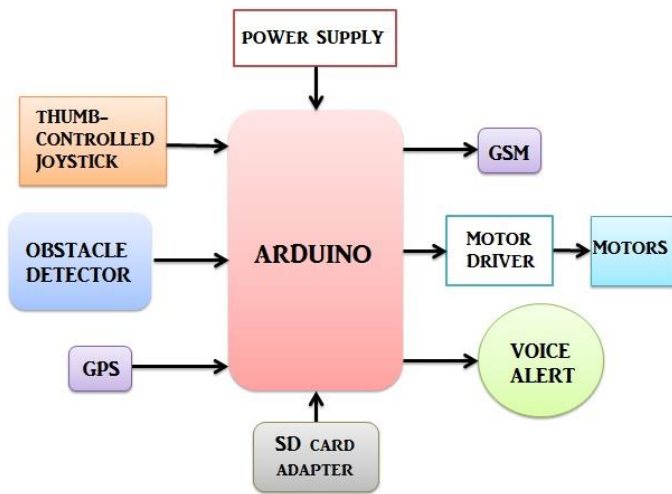 POWER SUPPLY
THUMB-
CONTROLLED
JOYSTICK
GSM
OBSTACLE
DETECTOR
ARDUINO
MOTOR
DRIVER
MOTORS
GPS
VOICE
ALERT
SD CARD
ADAPTER